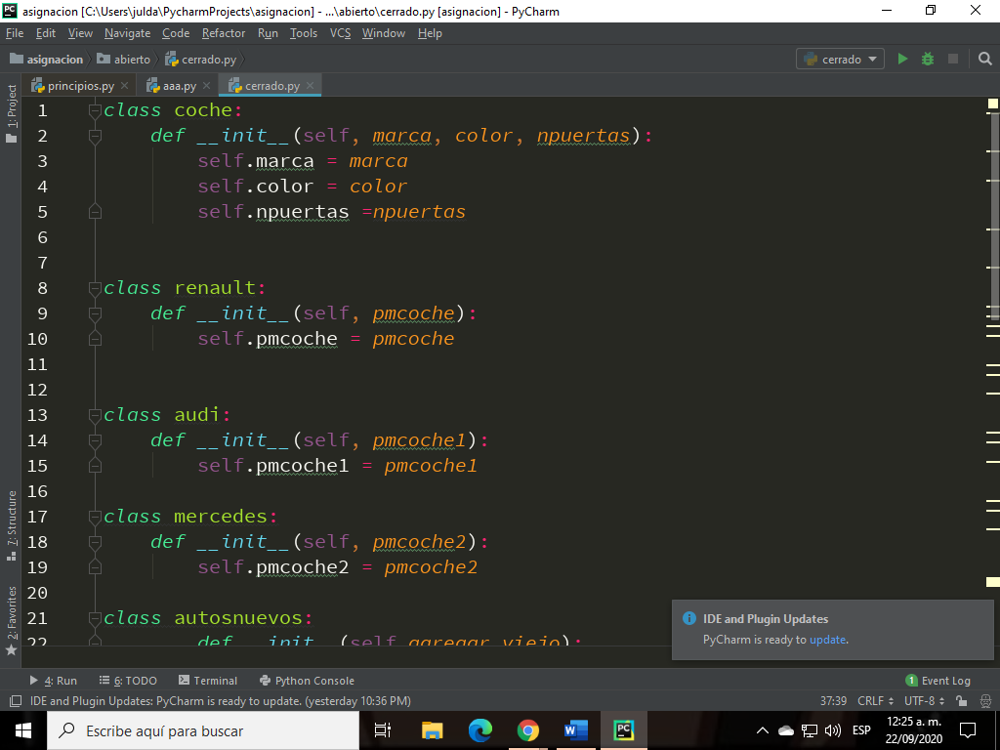 asignacion [C:\Users\julda\PycharmProjects\asignacion] - ...\abierto\cerrado.py [asignacion] - PyCharm
File Edit View Navigate Code Refactor Run Tools VCS Window Help
asignacion abierto cerrado.py cerrado
principios.py aaa.py cerrado.py
1: Project
1 class coche:
2 def __init__(self, marca, color, npuertas):
3 self.marca = marca
4 self.color = color
5 self.npuertas =npuertas
6
7
8 class renault:
9 def __init__(self, pmcoche):
10 self.pmcoche = pmcoche
11
12
13 class audi:
14 def __init__(self, pmcoche1):
15 self.pmcoche1 = pmcoche1
16
17 class mercedes:
18 def __init__(self, pmcoche2):
19 self.pmcoche2 = pmcoche2
20
21 class autosnuevos:
22 def __init__(self,agregar_viejo):
7: Structure
2: Favorites
IDE and Plugin Updates
PyCharm is ready to update.
4: Run 6: TODO Terminal Python Console 1 Event Log
IDE and Plugin Updates: PyCharm is ready to update. (yesterday 10:36 PM) 37:39 CRLF UTF-8
Escribe aquí para buscar
ESP
12:25 a. m.
22/09/2020